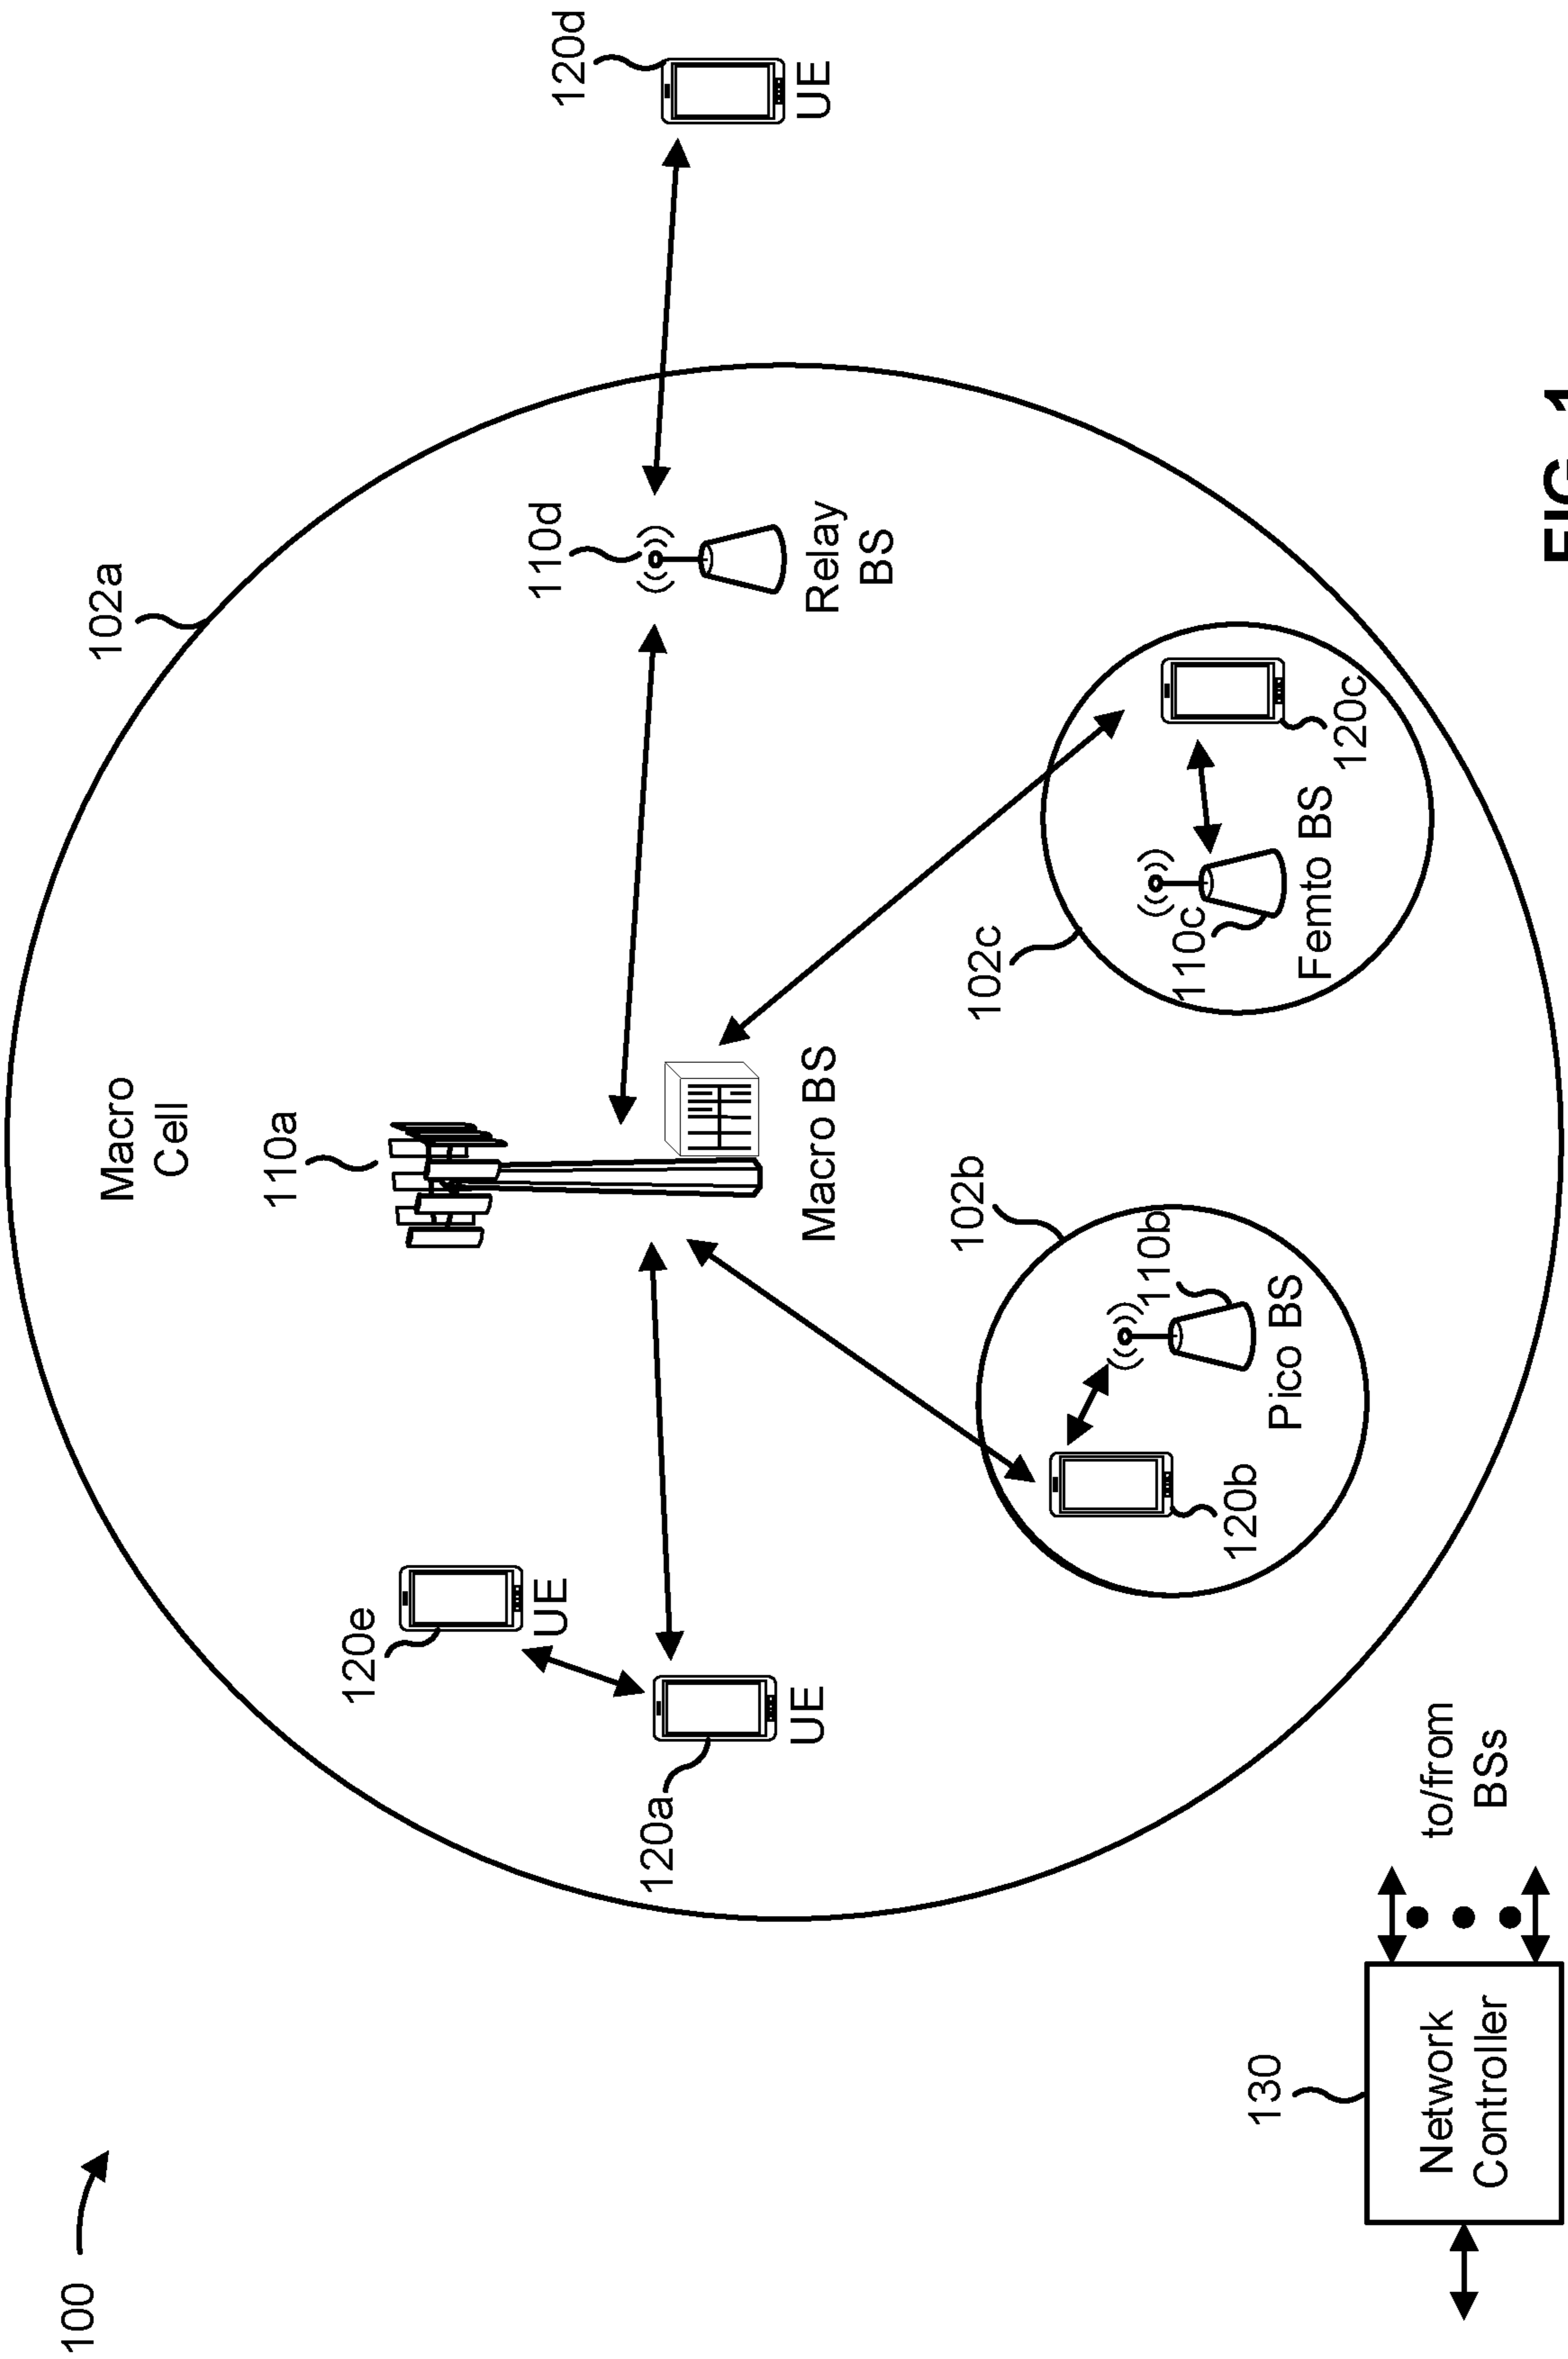 100
Macro
Cell
102a
110a
120e
UE
110d
120d
120a
UE
Macro BS
Relay
BS
UE
102b
102c
110b
110c
120b
Pico BS
Femto BS
120c
130
Network
Controller
to/from
BSs
FIG. 1